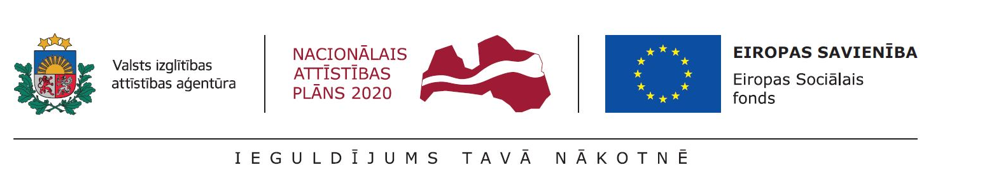 Valsts izglītības
attīstības aģentūra
NACIONĀLAIS
ATTĪSTĪBAS
PLĀNS 2020
EIROPAS SAVIENĪBA
Eiropas Sociālais
fonds
IEGULDĪJUMS TAVĀ NĀKOTNĒ